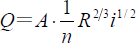 Q = A · 1/n R^{2/3} i^{1/2}